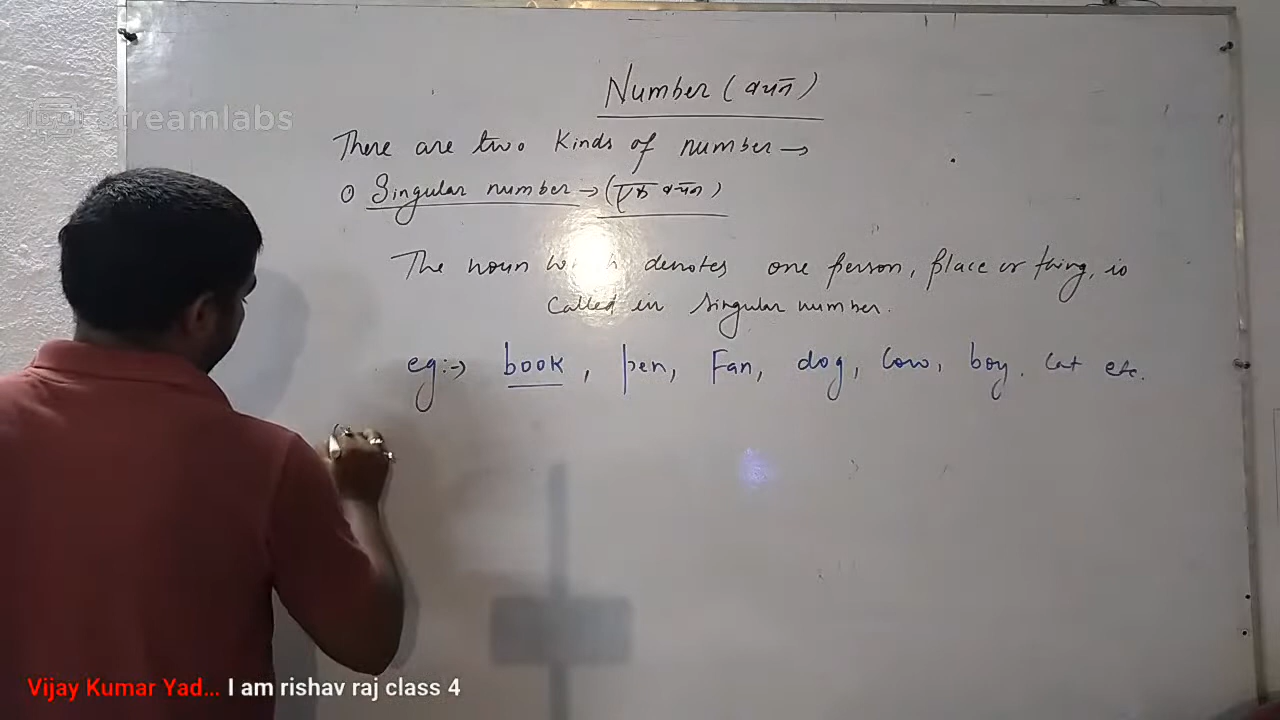 streamlabs
Number (वचन)
There are two kinds of number →
① Singular number → (एक वचन)
The noun which denotes one person, place or thing, is
called in singular number.
eg:→ book, pen, Fan, dog, Cow, boy, Cat etc.
Vijay Kumar Yad... I am rishav raj class 4